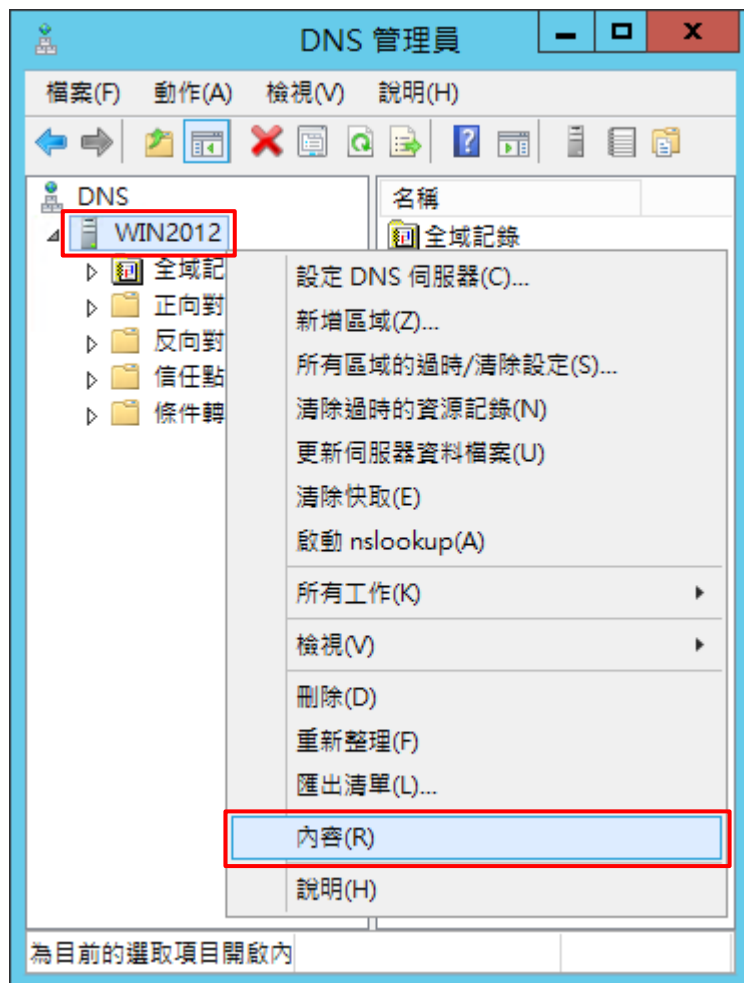 DNS 管理員
檔案(F) 動作(A) 檢視(V) 說明(H)
DNS
名稱
WIN2012
全域記錄
全域記
正向對
反向對
信任點
條件轉
設定 DNS 伺服器(C)...
新增區域(Z)...
所有區域的過時/清除設定(S)...
清除過時的資源記錄(N)
更新伺服器資料檔案(U)
清除快取(E)
啟動 nslookup(A)
所有工作(K)
檢視(V)
刪除(D)
重新整理(F)
匯出清單(L)...
內容(R)
說明(H)
為目前的選取項目開啟內